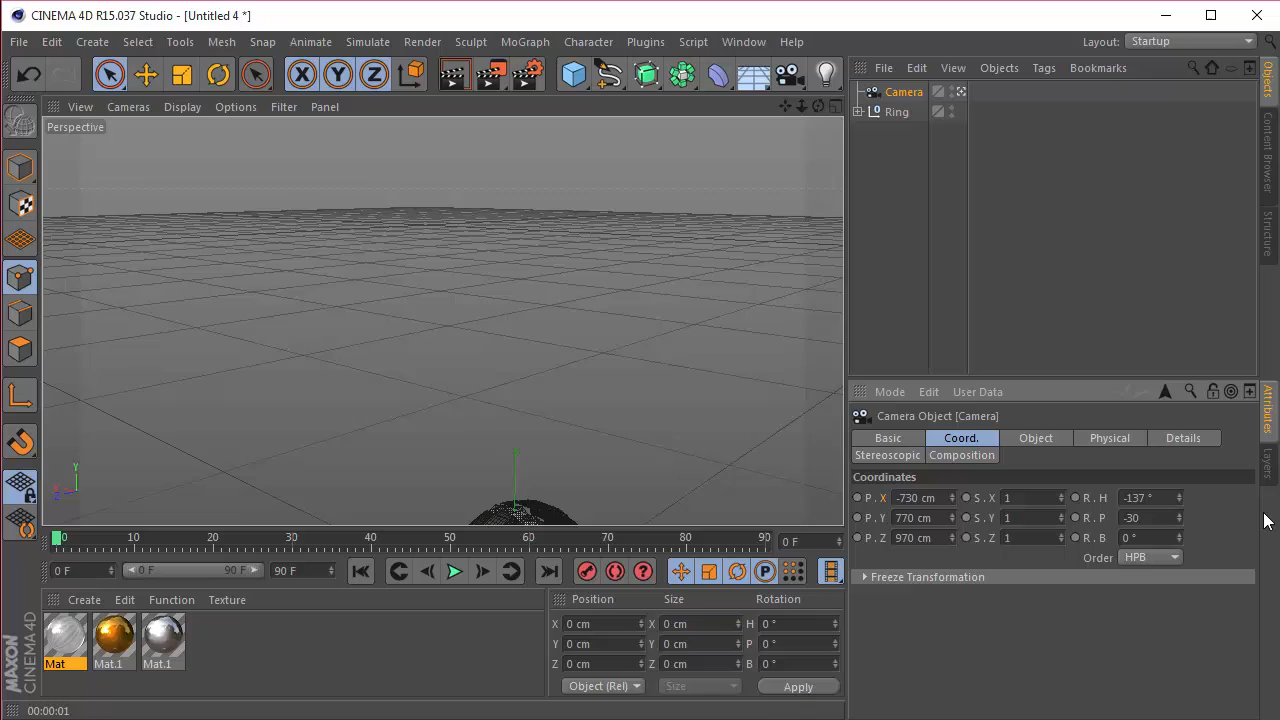 CINEMA 4D R15.037 Studio - [Untitled 4 *]
File Edit Create Select Tools Mesh Snap Animate Simulate Render Sculpt MoGraph Character Plugins Script Window Help Layout: Startup
X Y Z
File Edit View Objects Tags Bookmarks
View Cameras Display Options Filter Panel
Perspective
Camera
Ring
Objects
Content Browser
Structure
Y
X
Z
Y
Mode Edit User Data
Camera Object [Camera]
Basic Coord. Object Physical Details
Stereoscopic Composition
Coordinates
P . X -730 cm S . X 1 R . H -137 °
P . Y 770 cm S . Y 1 R . P -30
P . Z 970 cm S . Z 1 R . B 0 °
Order HPB
Freeze Transformation
Attributes
Layers
0 10 20 30 40 50 60 70 80 90 0 F
0 F 0 F 90 F 90 F
P
Create Edit Function Texture
Mat Mat.1 Mat.1
Position Size Rotation
X 0 cm X 0 cm H 0 °
Y 0 cm Y 0 cm P 0 °
Z 0 cm Z 0 cm B 0 °
Object (Rel) Size Apply
MAXON
CINEMA 4D
00:00:01